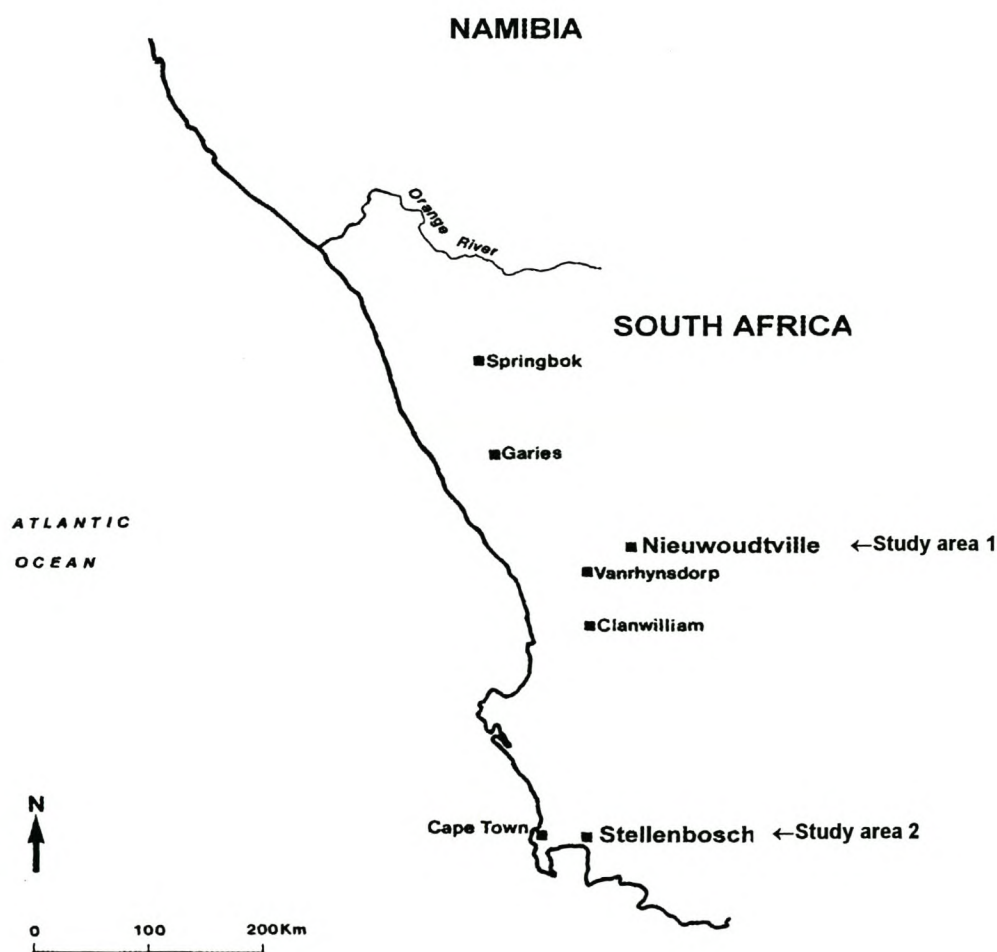 NAMIBIA
Orange River
SOUTH AFRICA
Springbok
Garies
ATLANTIC
OCEAN
Nieuwoudtville ←Study area 1
Vanrhynsdorp
Clanwilliam
N
Cape Town Stellenbosch ←Study area 2
0 100 200Km